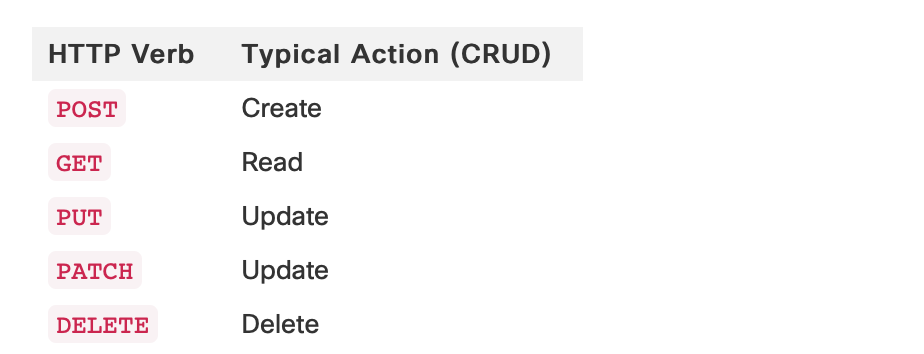 HTTP Verb Typical Action (CRUD)
POST Create
GET Read
PUT Update
PATCH Update
DELETE Delete